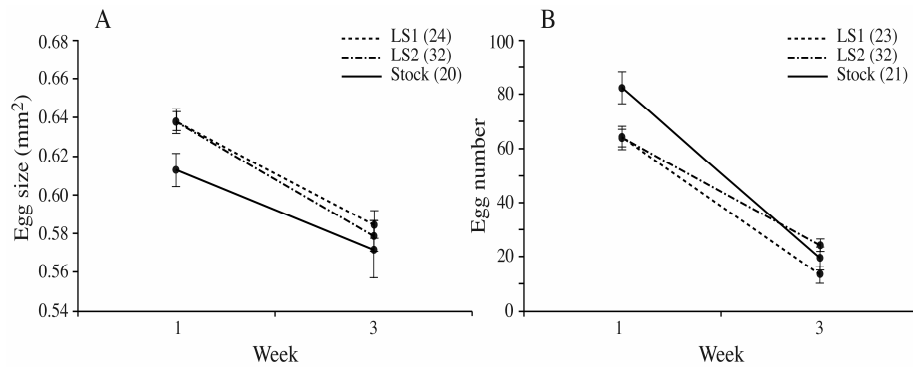 A
LS1 (24)
LS2 (32)
Stock (20)
0.68
0.66
0.64
0.62
0.60
0.58
0.56
0.54
Egg size (mm²)
1
3
Week
B
LS1 (23)
LS2 (32)
Stock (21)
100
80
60
40
20
0
Egg number
1
3
Week